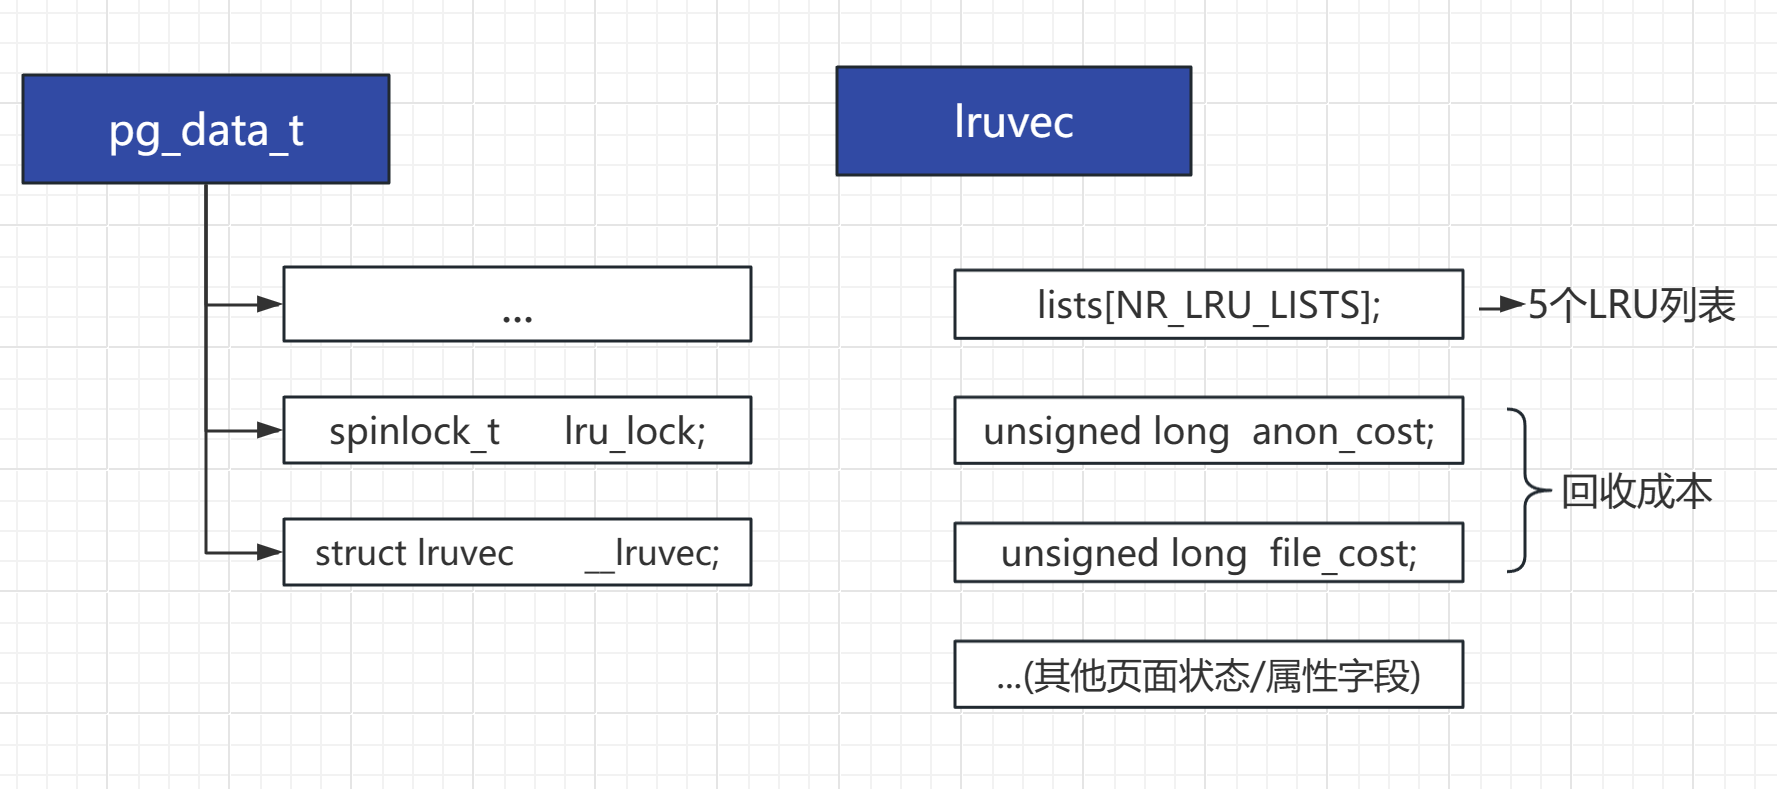 pg_data_t
...
spinlock_t lru_lock;
struct lruvec __lruvec;
lruvec
lists[NR_LRU_LISTS];
5个LRU列表
unsigned long anon_cost;
unsigned long file_cost;
回收成本
...(其他页面状态/属性字段)